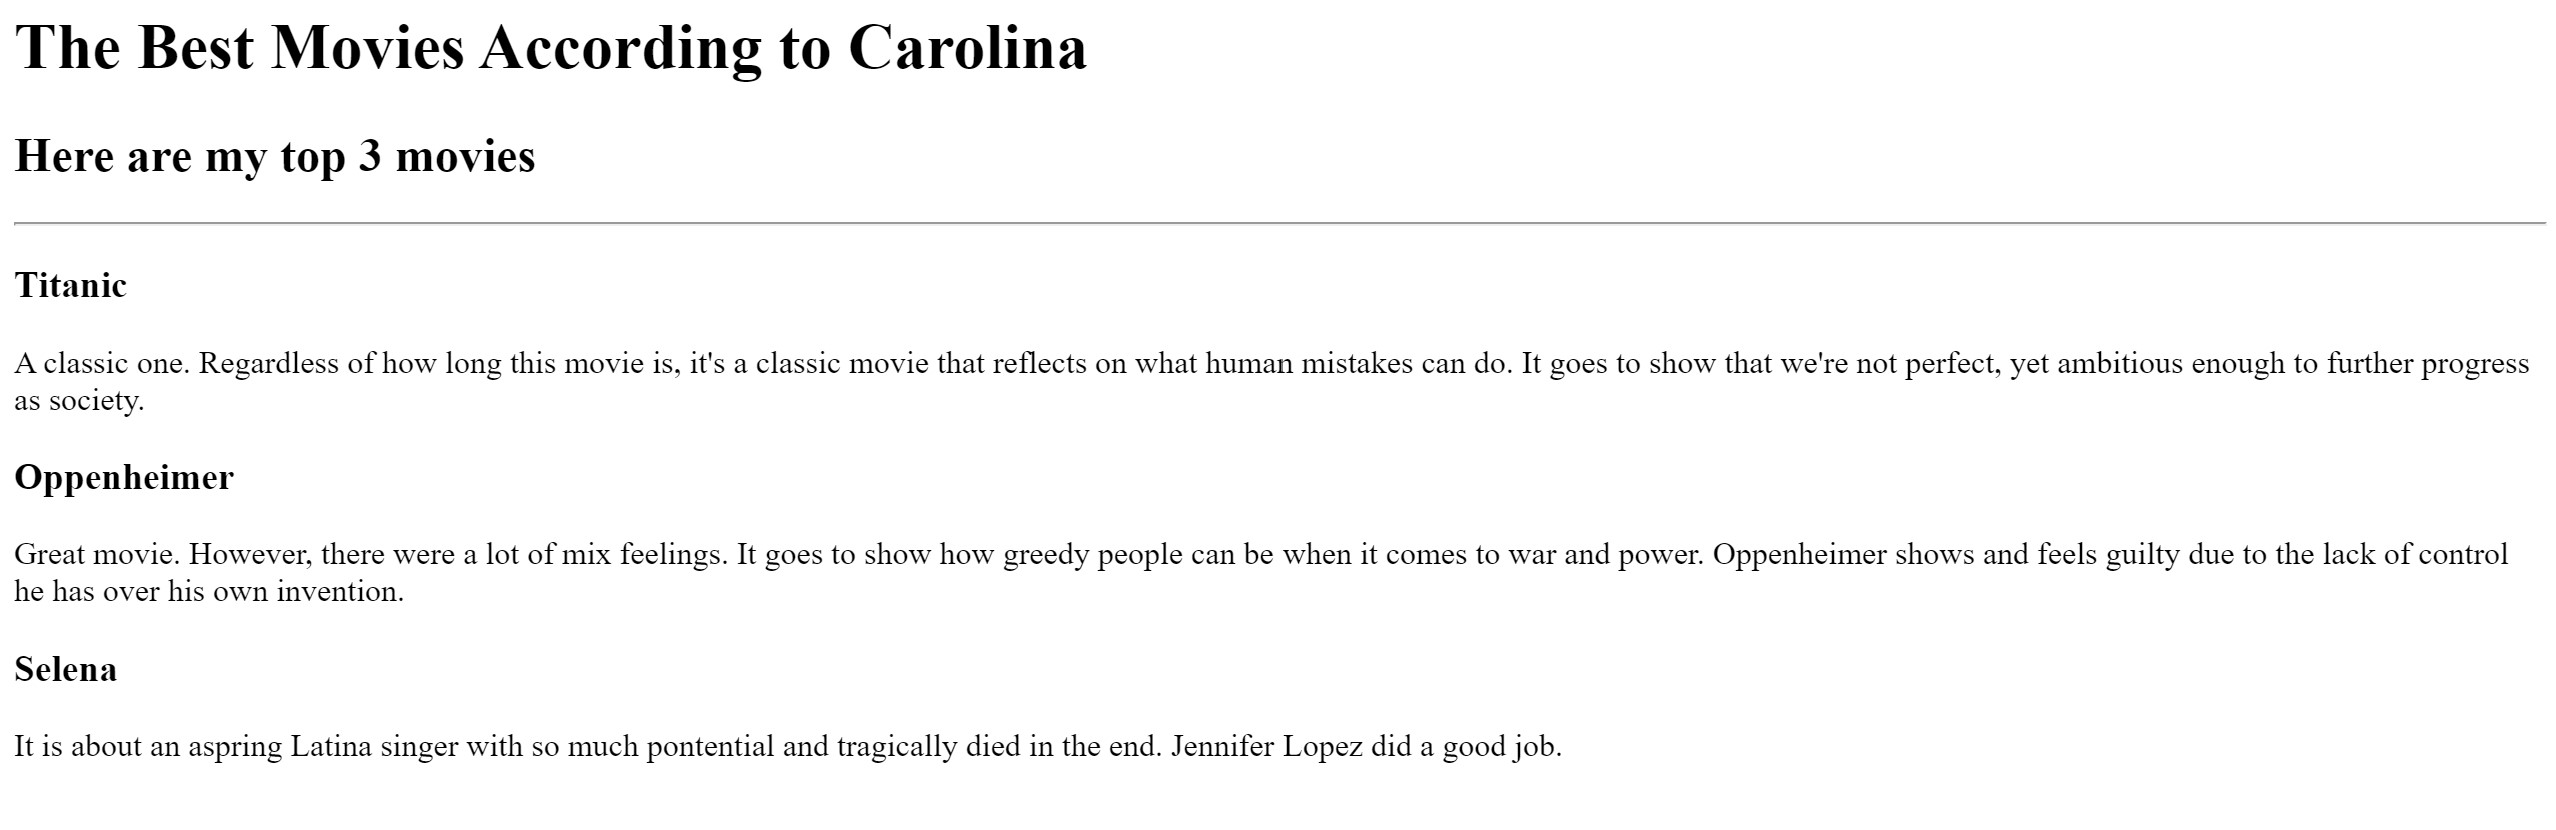 The Best Movies According to Carolina
Here are my top 3 movies
Titanic
A classic one. Regardless of how long this movie is, it's a classic movie that reflects on what human mistakes can do. It goes to show that we're not perfect, yet ambitious enough to further progress
as society.
Oppenheimer
Great movie. However, there were a lot of mix feelings. It goes to show how greedy people can be when it comes to war and power. Oppenheimer shows and feels guilty due to the lack of control
he has over his own invention.
Selena
It is about an aspring Latina singer with so much pontential and tragically died in the end. Jennifer Lopez did a good job.